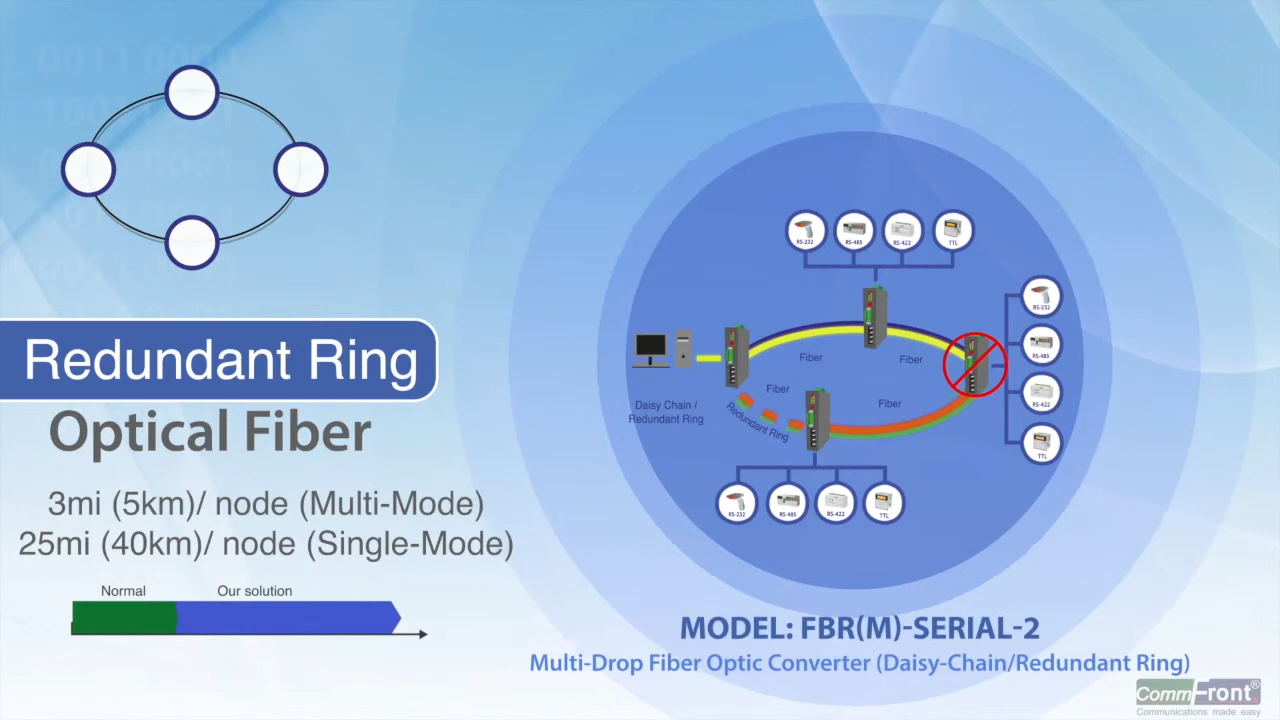 Redundant Ring
Optical Fiber
3mi (5km)/ node (Multi-Mode)
25mi (40km)/ node (Single-Mode)
Normal
Our solution
RS-232
RS-485
RS-422
TTL
RS-232
RS-485
RS-422
TTL
Fiber
Fiber
Fiber
Fiber
Daisy Chain /
Redundant Ring
Redundant Ring
RS-232
RS-485
RS-422
TTL
MODEL: FBR(M)-SERIAL-2
Multi-Drop Fiber Optic Converter (Daisy-Chain/Redundant Ring)
CommFront®
Communications made easy